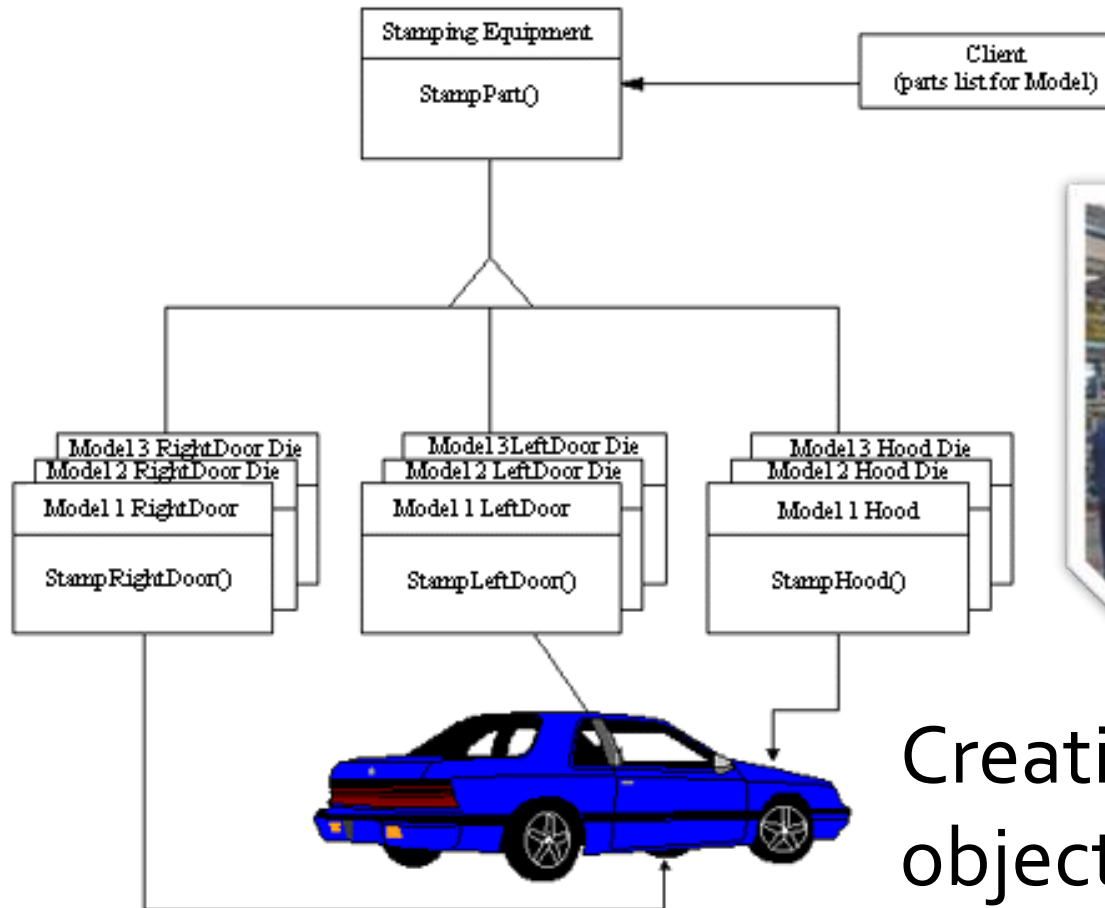 Stamping Equipment
StampPart()
Client
(parts list for Model)
Model 3 RightDoor Die
Model 2 RightDoor Die
Model 1 RightDoor
StampRightDoor()
Model 3 LeftDoor Die
Model 2 LeftDoor Die
Model 1 LeftDoor
StampLeftDoor()
Model 3 Hood Die
Model 2 Hood Die
Model 1 Hood
StampHood()
Creati
object